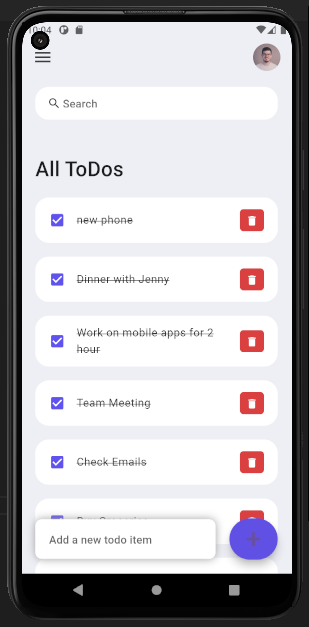 10:04
Search
All ToDos
new phone
Dinner with Jenny
Work on mobile apps for 2
hour
Team Meeting
Check Emails
Add a new todo item